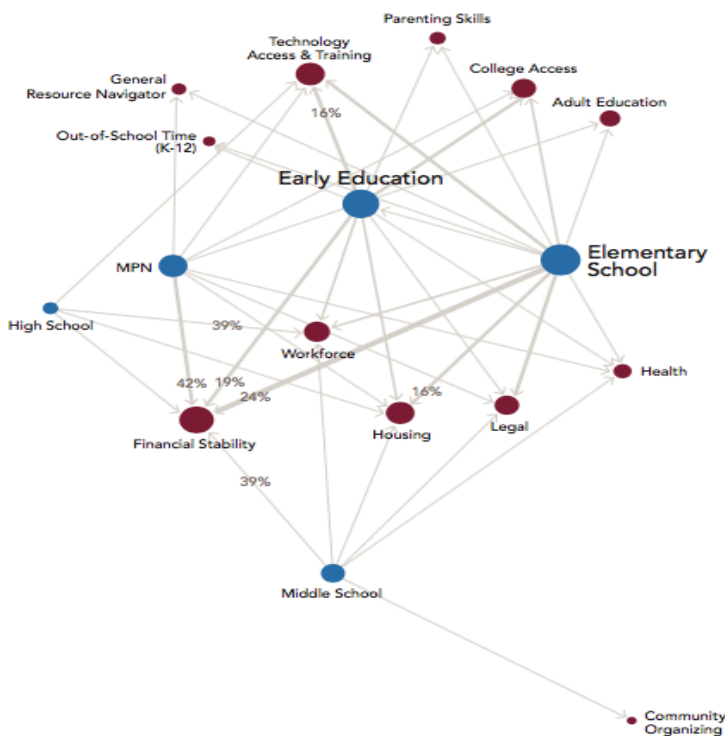 Parenting Skills
Technology
Access & Training
College Access
General
Resource Navigator
Adult Education
16%
Out-of-School Time
(K-12)
Early Education
Elementary
School
MPN
High School
39%
Workforce
Health
42%
19%
24%
16%
Financial Stability
Housing
Legal
39%
Middle School
Community
Organizing